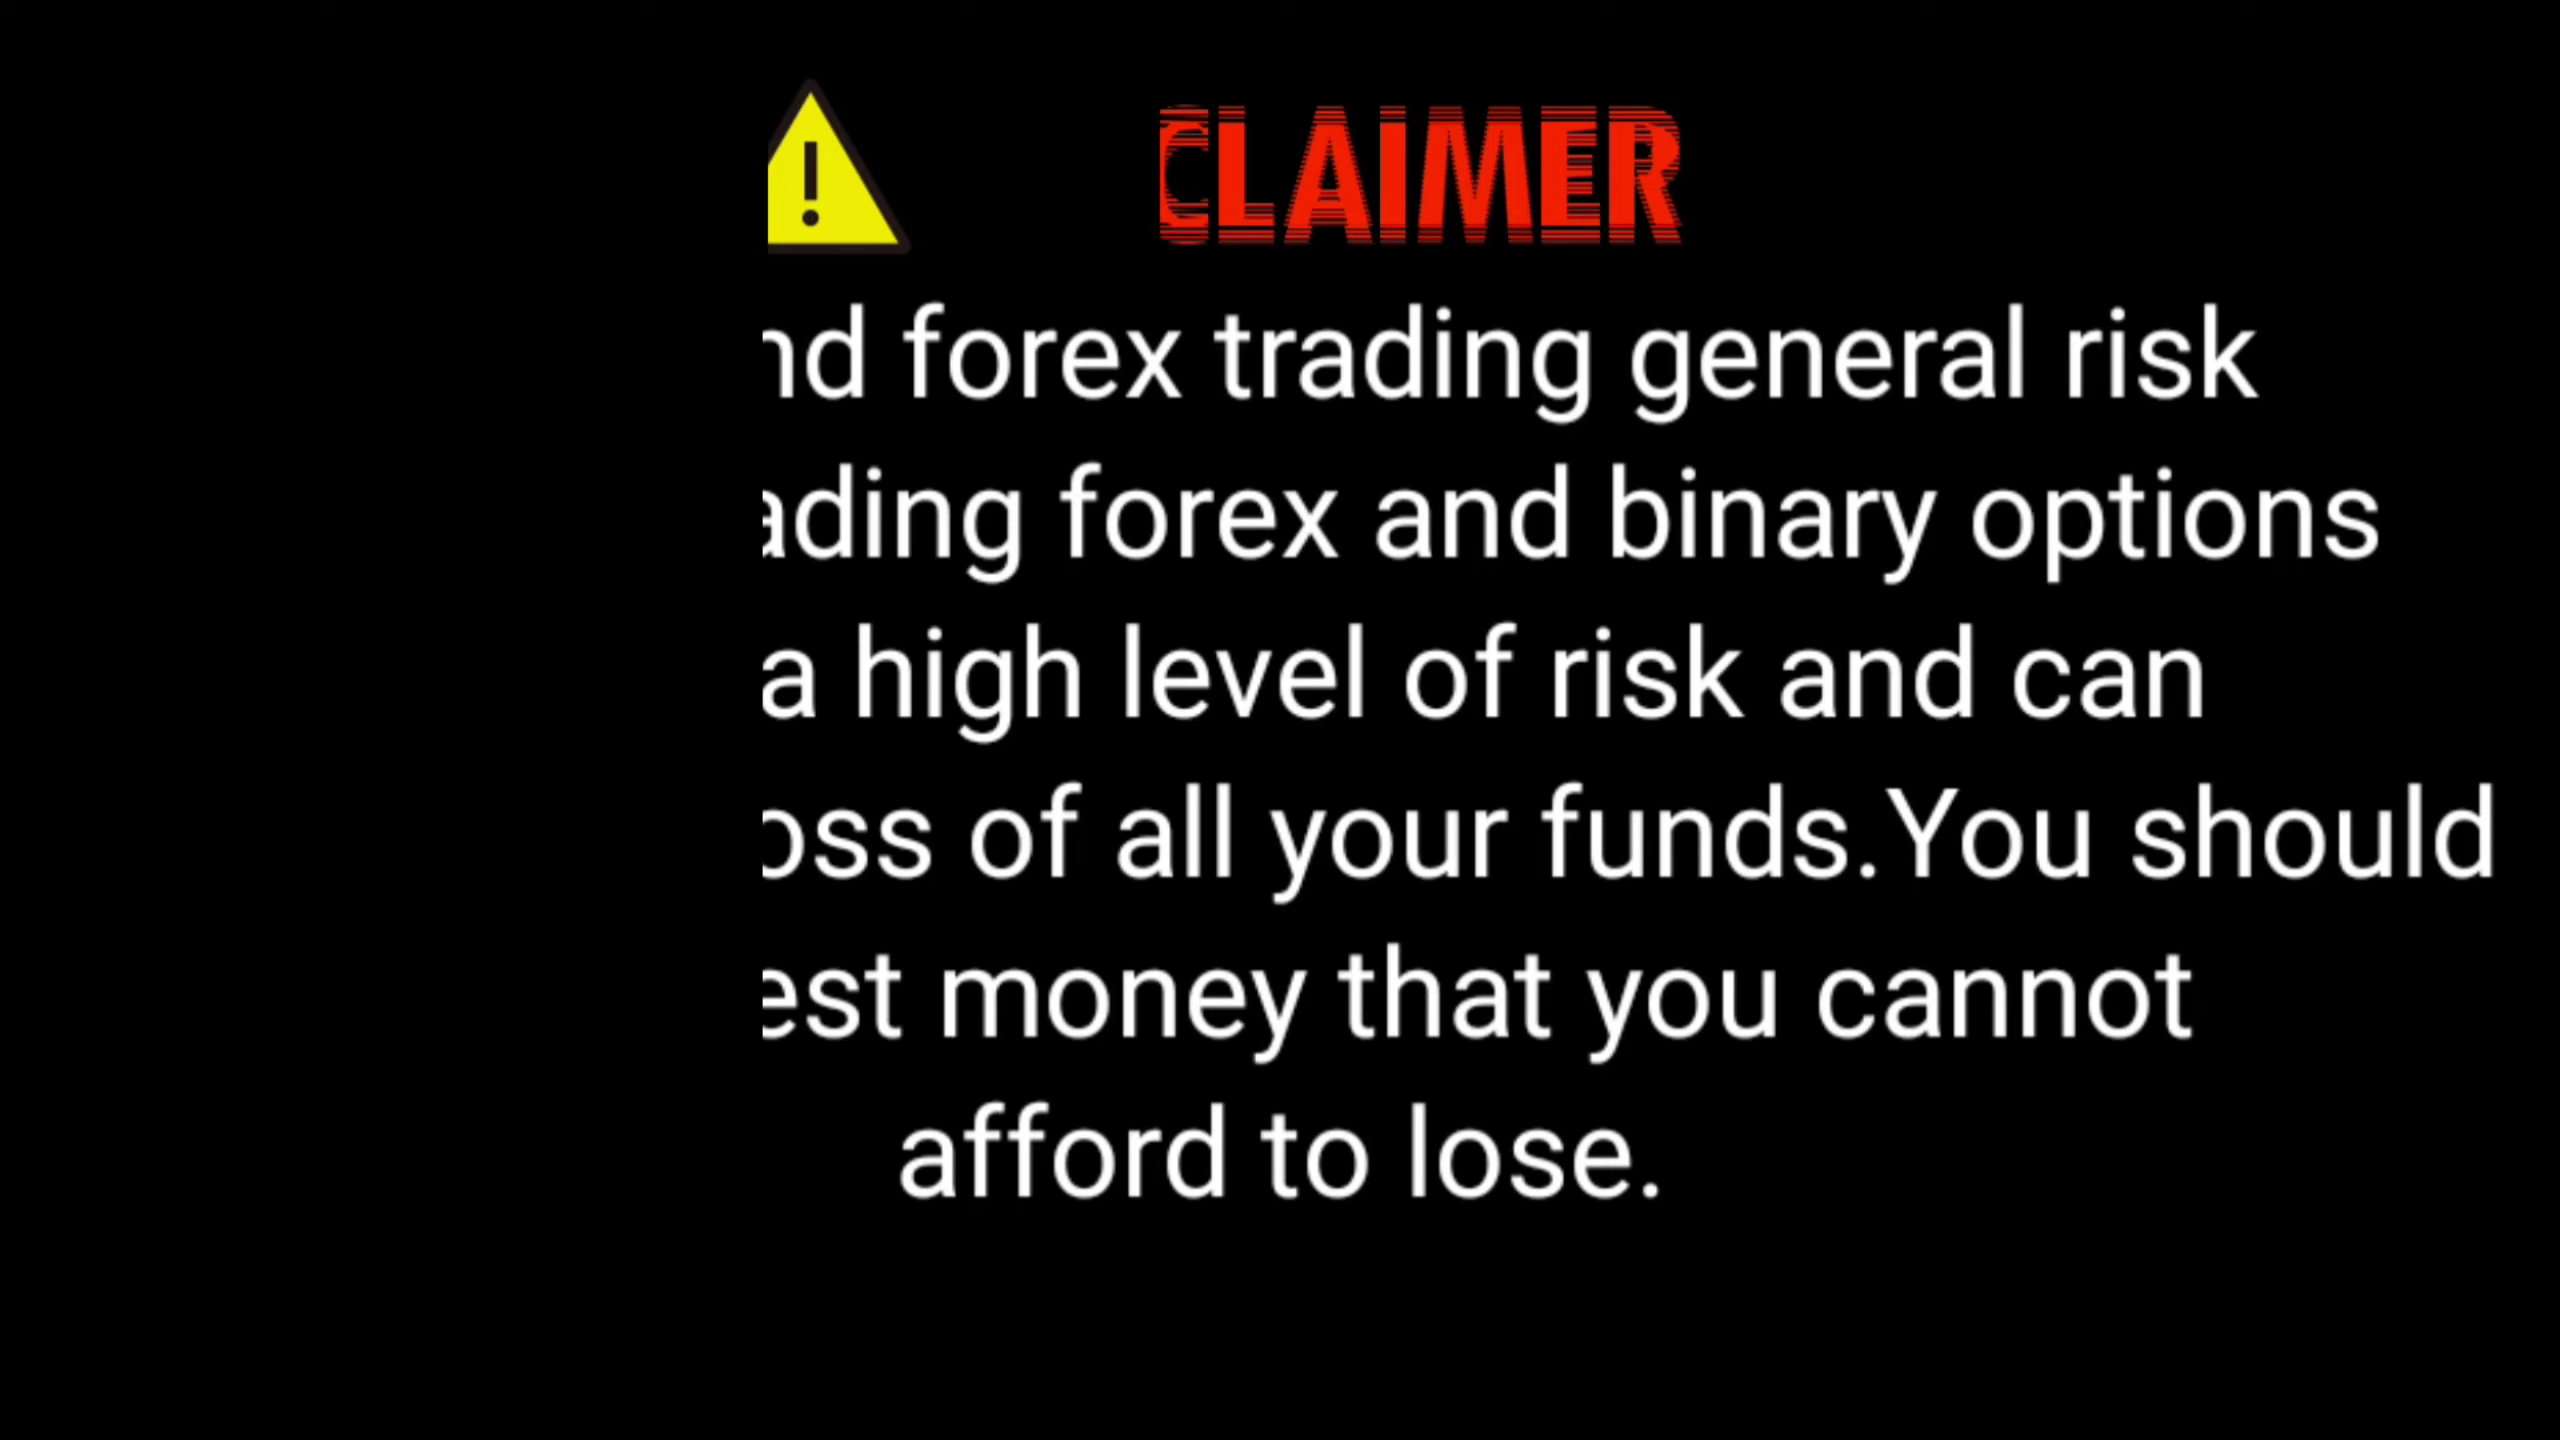 CLAIMER
nd forex trading general risk
ading forex and binary options
a high level of risk and can
oss of all your funds.You should
est money that you cannot
afford to lose.